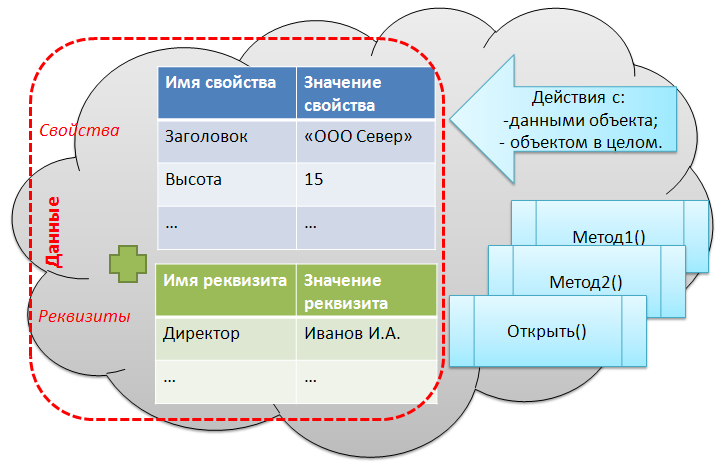 Свойства
Данные
Реквизиты
Имя свойства
Значение
свойства
Заголовок
«ООО Север»
Высота
15
...
...
Имя реквизита
Значение
реквизита
Директор
Иванов И.А.
...
...
Действия с:
-данными объекта;
- объектом в целом.
Метод1()
Метод2()
Открыть()